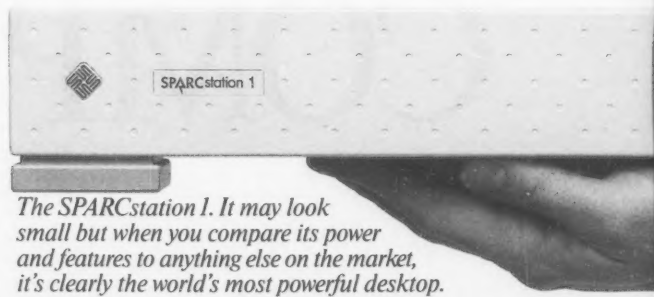 SPARCstation 1
The SPARCstation 1. It may look
small but when you compare its power
and features to anything else on the market,
it's clearly the world's most powerful desktop.